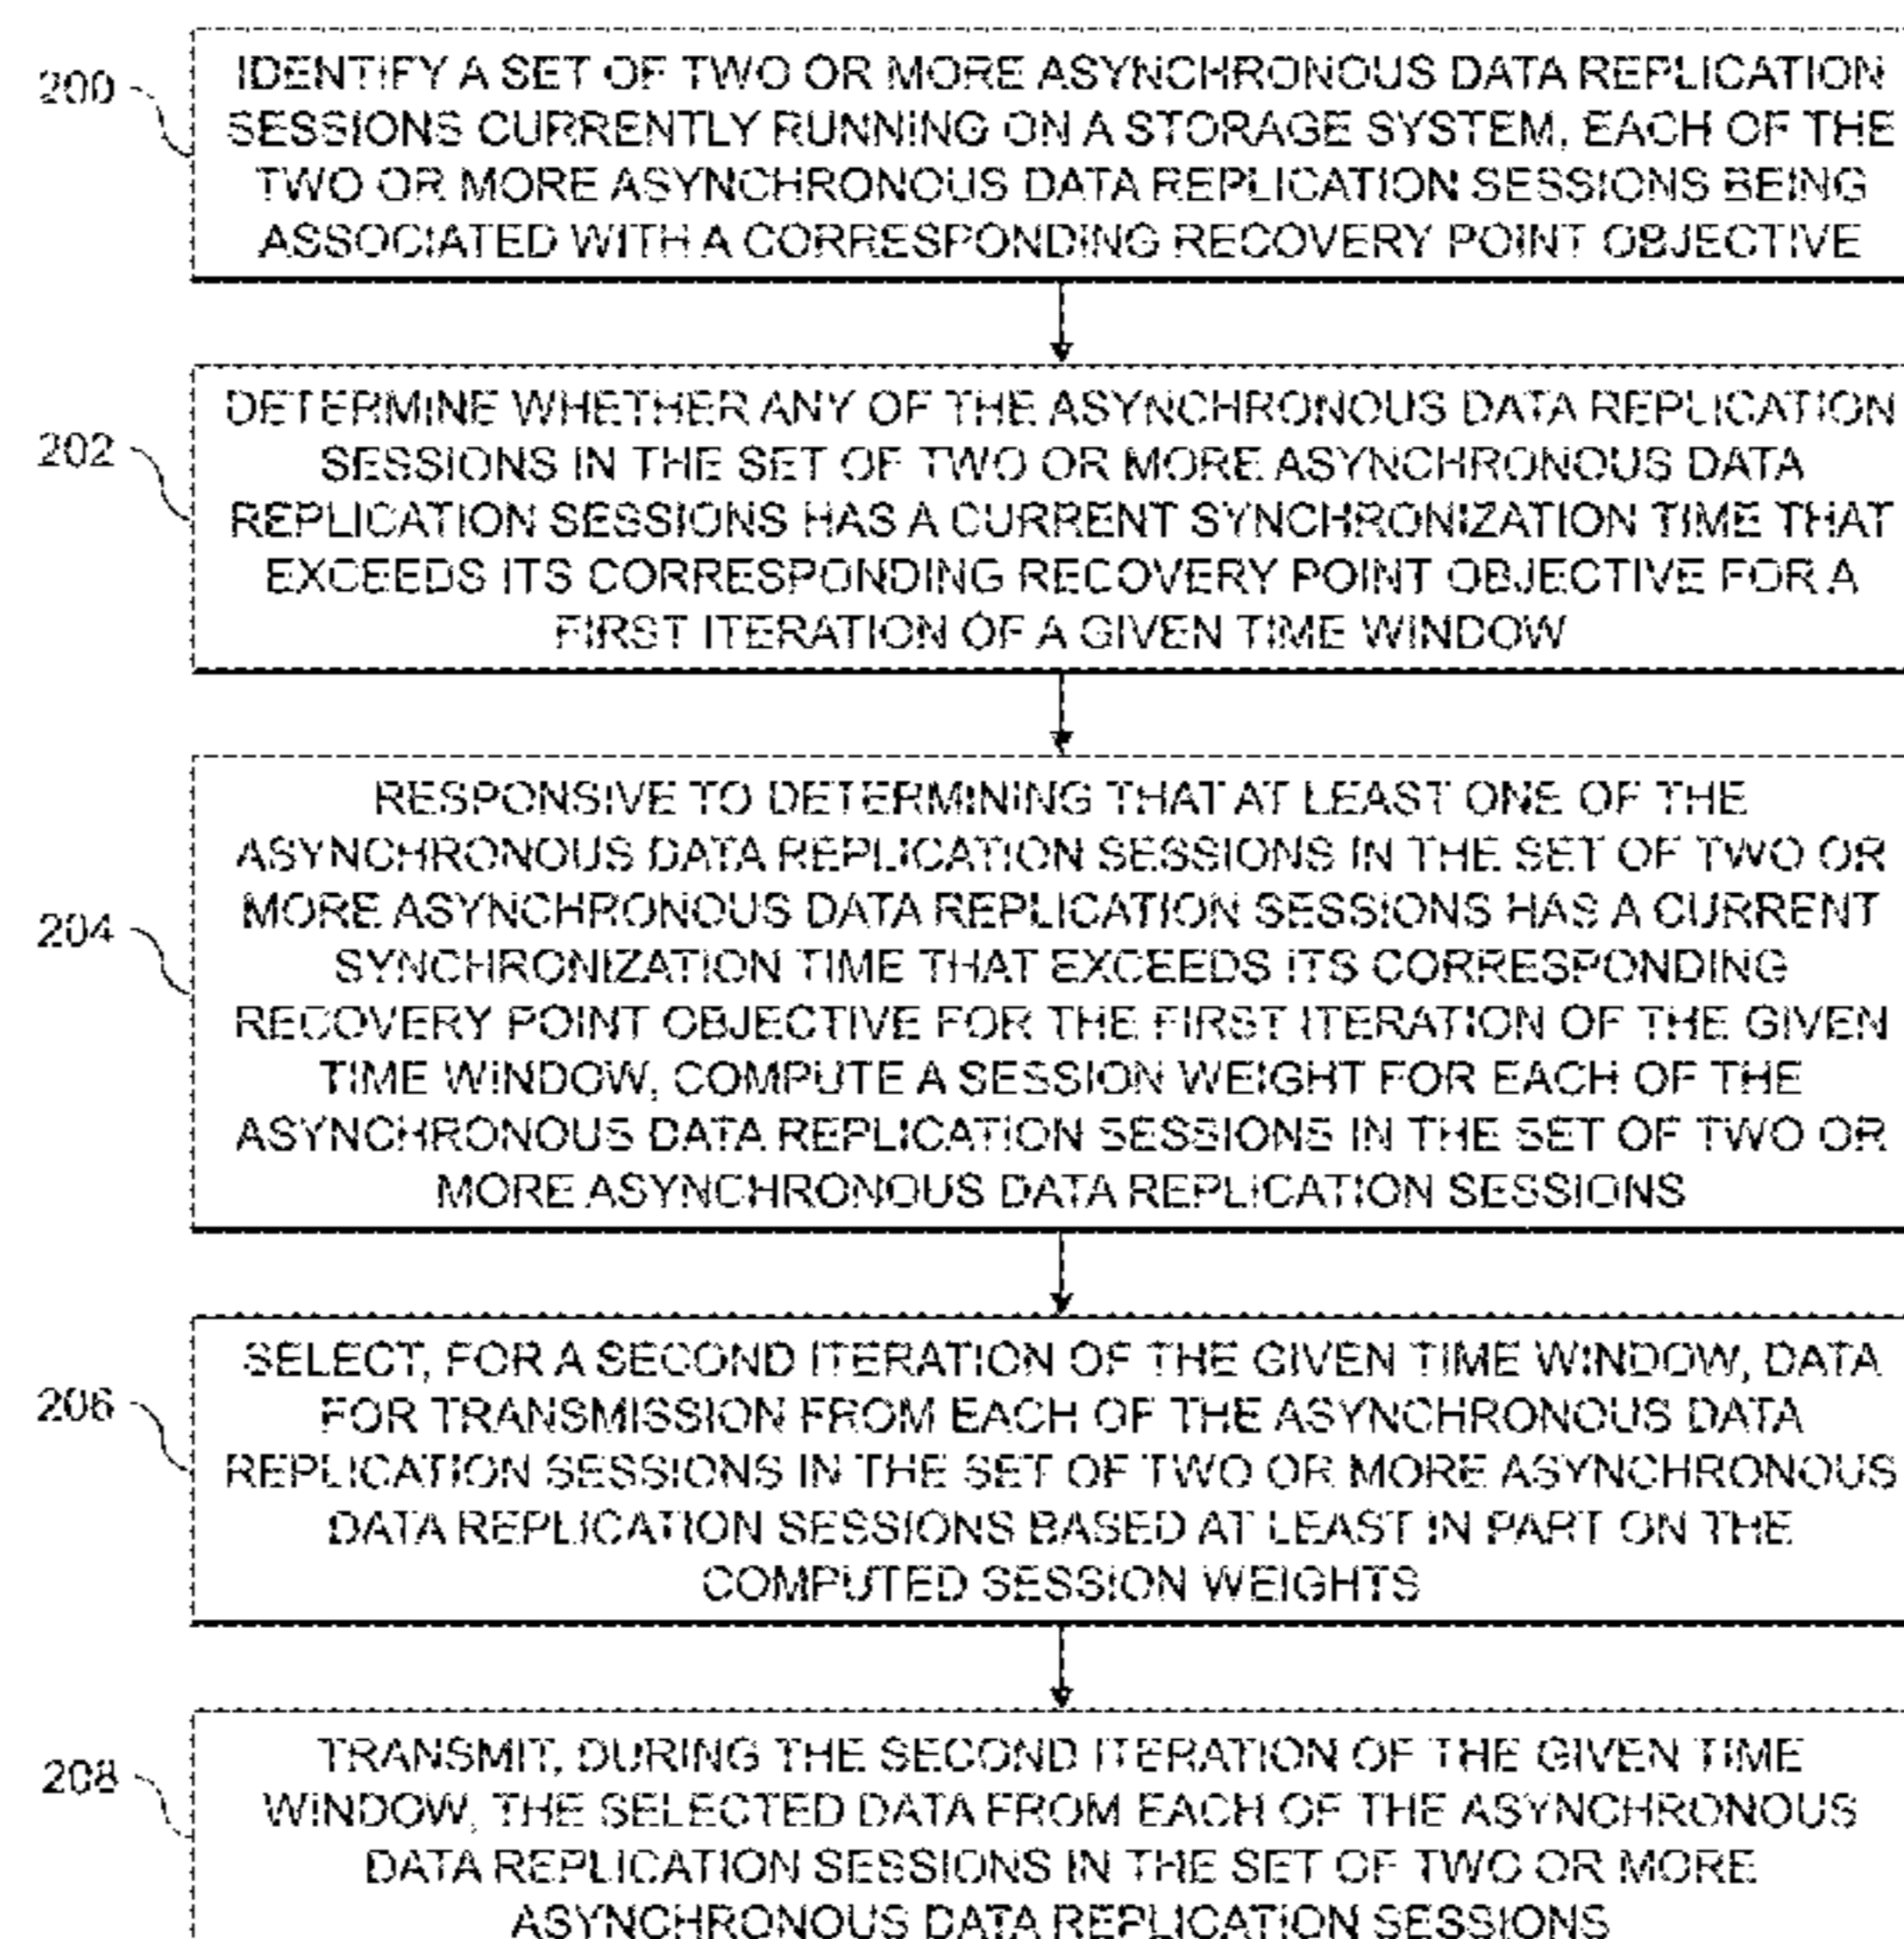 200
IDENTIFY A SET OF TWO OR MORE ASYNCHRONOUS DATA REPLICATION
SESSIONS CURRENTLY RUNNING ON A STORAGE SYSTEM, EACH OF THE
TWO OR MORE ASYNCHRONOUS DATA REPLICATION SESSIONS BEING
ASSOCIATED WITH A CORRESPONDING RECOVERY POINT OBJECTIVE
202
DETERMINE WHETHER ANY OF THE ASYNCHRONOUS DATA REPLICATION
SESSIONS IN THE SET OF TWO OR MORE ASYNCHRONOUS DATA
REPLICATION SESSIONS HAS A CURRENT SYNCHRONIZATION TIME THAT
EXCEEDS ITS CORRESPONDING RECOVERY POINT OBJECTIVE FOR A
FIRST ITERATION OF A GIVEN TIME WINDOW
204
RESPONSIVE TO DETERMINING THAT AT LEAST ONE OF THE
ASYNCHRONOUS DATA REPLICATION SESSIONS IN THE SET OF TWO OR
MORE ASYNCHRONOUS DATA REPLICATION SESSIONS HAS A CURRENT
SYNCHRONIZATION TIME THAT EXCEEDS ITS CORRESPONDING
RECOVERY POINT OBJECTIVE FOR THE FIRST ITERATION OF THE GIVEN
TIME WINDOW, COMPUTE A SESSION WEIGHT FOR EACH OF THE
ASYNCHRONOUS DATA REPLICATION SESSIONS IN THE SET OF TWO OR
MORE ASYNCHRONOUS DATA REPLICATION SESSIONS
206
SELECT, FOR A SECOND ITERATION OF THE GIVEN TIME WINDOW, DATA
FOR TRANSMISSION FROM EACH OF THE ASYNCHRONOUS DATA
REPLICATION SESSIONS IN THE SET OF TWO OR MORE ASYNCHRONOUS
DATA REPLICATION SESSIONS BASED AT LEAST IN PART ON THE
COMPUTED SESSION WEIGHTS
208
TRANSMIT, DURING THE SECOND ITERATION OF THE GIVEN TIME
WINDOW, THE SELECTED DATA FROM EACH OF THE ASYNCHRONOUS
DATA REPLICATION SESSIONS IN THE SET OF TWO OR MORE
ASYNCHRONOUS DATA REPLICATION SESSIONS